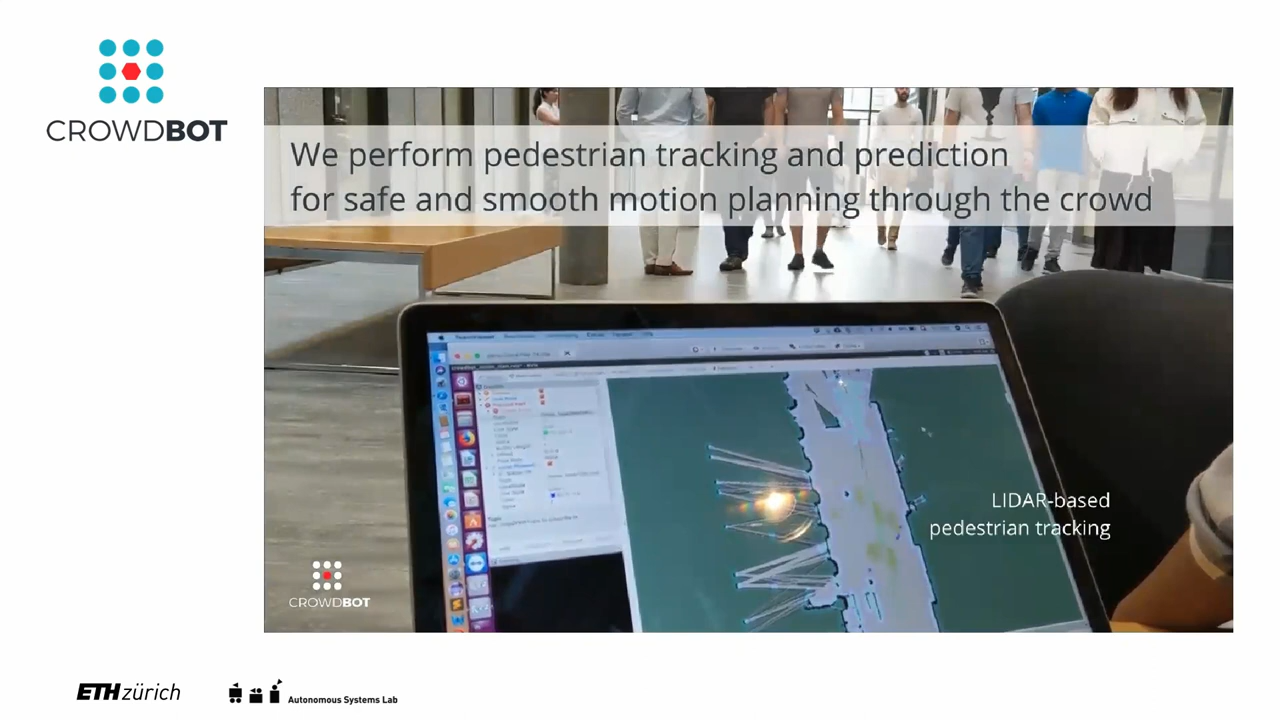 CROWDBOT
We perform pedestrian tracking and prediction
for safe and smooth motion planning through the crowd
LIDAR-based
pedestrian tracking
CROWDBOT
ETH zürich
Autonomous Systems Lab